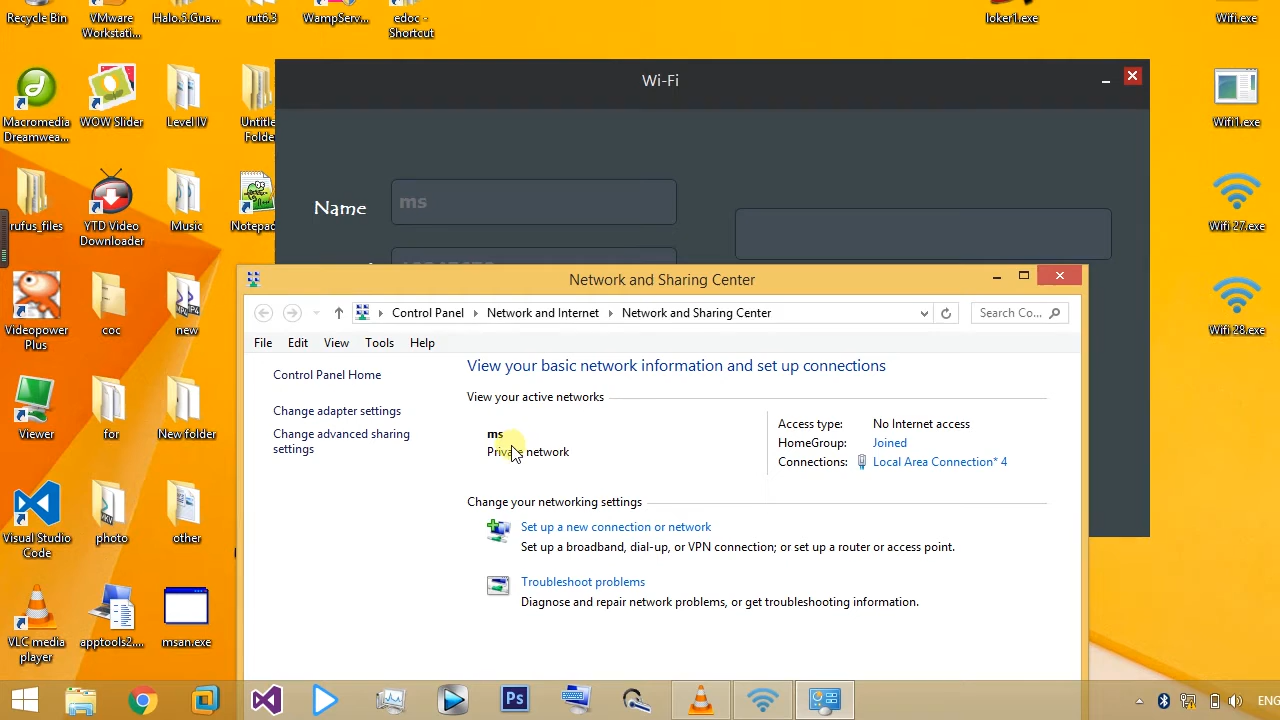 Recycle Bin
VMware
Workstati...
Halo.5.Gua...
rut6.3
WampServ...
edoc -
Shortcut
loker1.exe
Wifi.exe
Macromedia
Dreamwea...
WOW Slider
Level IV
Untitle
Folde
Wifi1.exe
rufus_files
YTD Video
Downloader
Music
Notepad
Wifi 27.exe
Videopower
Plus
coc
new
Wifi 28.exe
Viewer
for
New folder
Visual Studio
Code
photo
other
VLC media
player
apptools2....
msan.exe
Wi-Fi
Name
ms
Network and Sharing Center
Control Panel
Network and Internet
Network and Sharing Center
Search Co...
File
Edit
View
Tools
Help
Control Panel Home
Change adapter settings
Change advanced sharing
settings
View your basic network information and set up connections
View your active networks
ms
Private network
Access type: No Internet access
HomeGroup: Joined
Connections: Local Area Connection* 4
Change your networking settings
Set up a new connection or network
Set up a broadband, dial-up, or VPN connection; or set up a router or access point.
Troubleshoot problems
Diagnose and repair network problems, or get troubleshooting information.
Ps
ENG